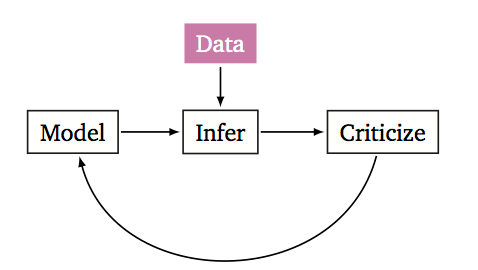 Data
Model
Infer
Criticize